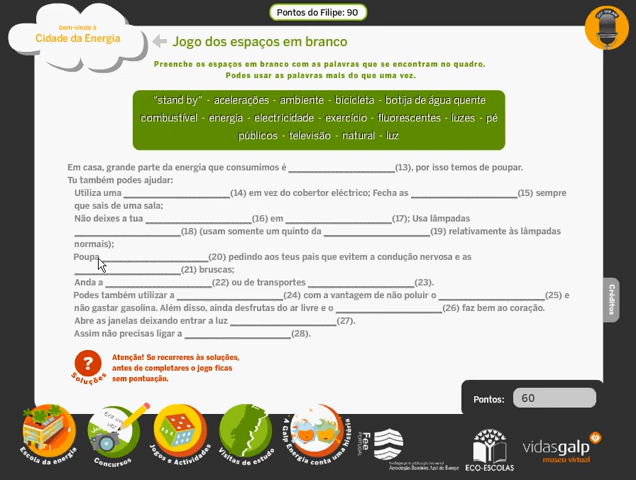 Pontos do Filipe: 90
bem-vindo à
Cidade da Energia
Jogo dos espaços em branco
Preenche os espaços em branco com as palavras que se encontram no quadro.
Podes usar as palavras mais do que uma vez.
"stand by" - acelerações - ambiente - bicicleta - botija de água quente
combustível - energia - electricidade - exercício - fluorescentes - luzes - pé
públicos - televisão - natural - luz
Em casa, grande parte da energia que consumimos é ____________________(13), por isso temos de poupar.
Tu também podes ajudar:
Utiliza uma ____________________(14) em vez do cobertor eléctrico; Fecha as ____________________(15) sempre
que sais de uma sala;
Não deixes a tua ____________________(16) em ____________________(17); Usa lâmpadas
____________________(18) (usam somente um quinto da ____________________(19) relativamente às lâmpadas
normais);
Poupa____________________(20) pedindo aos teus pais que evitem a condução nervosa e as
____________________(21) bruscas;
Anda a ____________________(22) ou de transportes ____________________(23).
Podes também utilizar a ____________________(24) com a vantagem de não poluir o ____________________(25) e
não gastar gasolina. Além disso, ainda desfrutas do ar livre e o ____________________(26) faz bem ao coração.
Abre as janelas deixando entrar a luz ____________________(27).
Assim não precisas ligar a ____________________(28).
Créditos
?
Soluções
Atenção! Se recorreres às soluções,
antes de completares o jogo ficas
sem pontuação.
Pontos: 60
Escola da energia
Concursos
Jogos e Actividades
Visitas de estudo
A Galp Energia conta uma história
Fee
PORTUGAL
ECO-ESCOLAS
vidasgalp
museu virtual